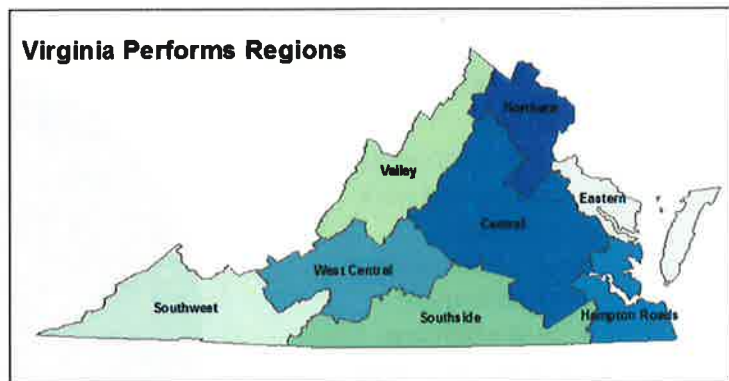 Virginia Performs Regions
Northern
Valley
Eastern
Central
West Central
Southwest
Southside
Hampton Roads